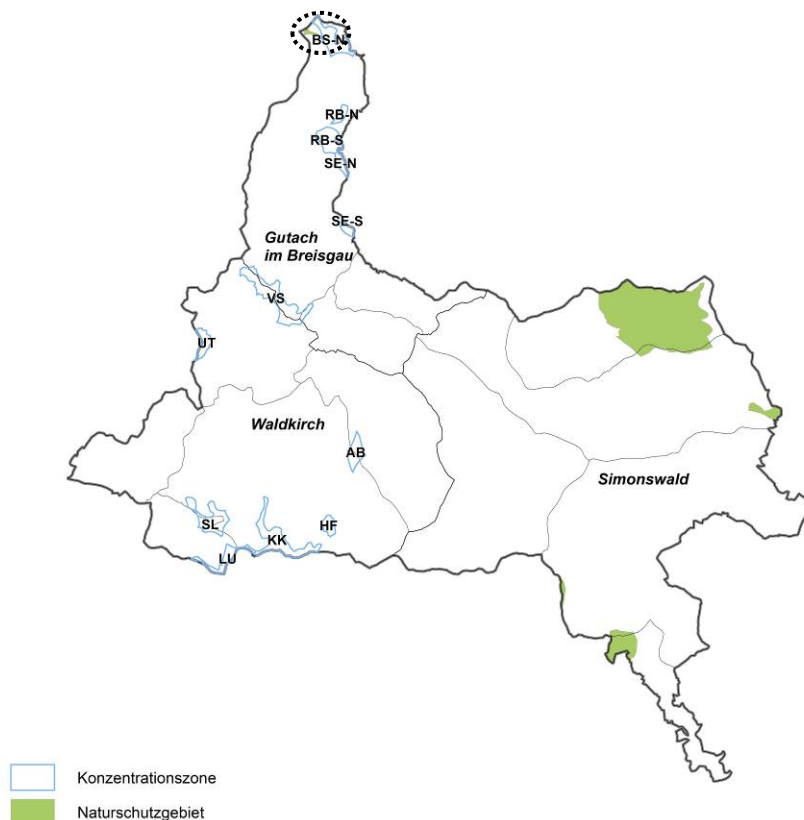 BS-N
RB-N
RB-S
SE-N
SE-S
Gutach
im Breisgau
VS
UT
Waldkirch
AB
Simonswald
SL
HF
KK
LU
Konzentrationszone
Naturschutzgebiet